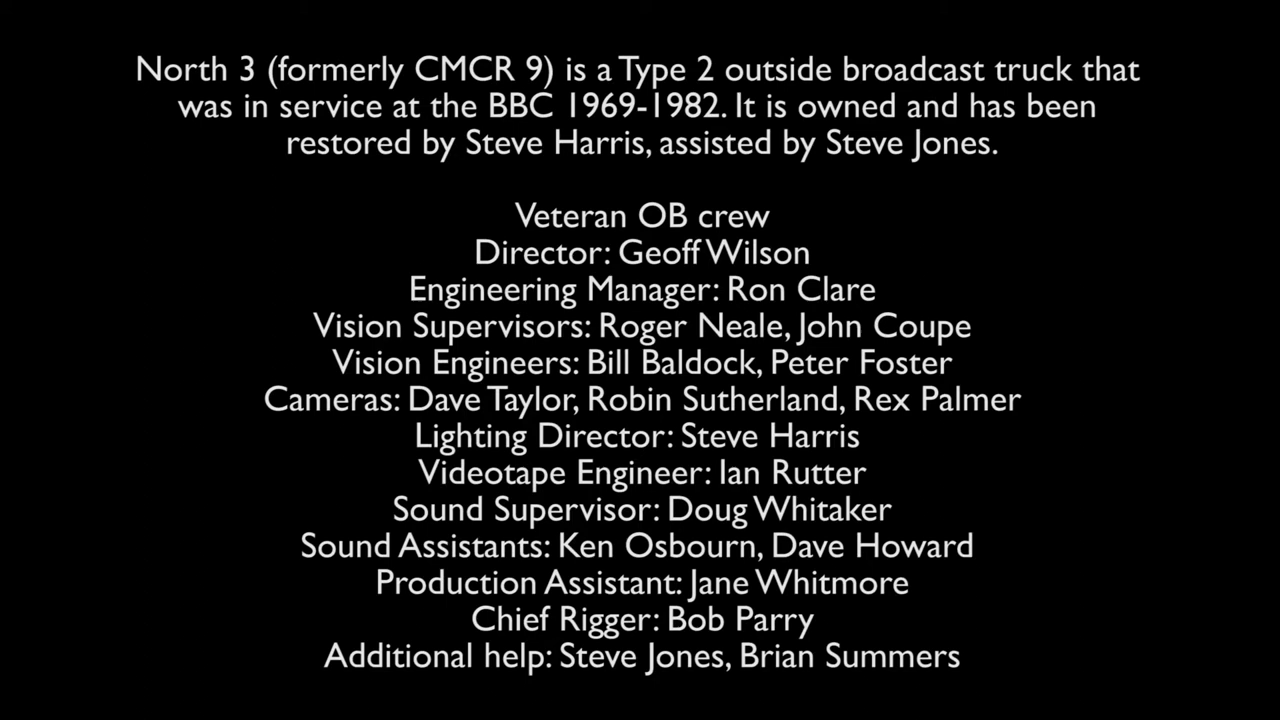 North 3 (formerly CMCR 9) is a Type 2 outside broadcast truck that
was in service at the BBC 1969-1982. It is owned and has been
restored by Steve Harris, assisted by Steve Jones.
Veteran OB crew
Director: Geoff Wilson
Engineering Manager: Ron Clare
Vision Supervisors: Roger Neale, John Coupe
Vision Engineers: Bill Baldock, Peter Foster
Cameras: Dave Taylor, Robin Sutherland, Rex Palmer
Lighting Director: Steve Harris
Videotape Engineer: Ian Rutter
Sound Supervisor: Doug Whitaker
Sound Assistants: Ken Osbourn, Dave Howard
Production Assistant: Jane Whitmore
Chief Rigger: Bob Parry
Additional help: Steve Jones, Brian Summers